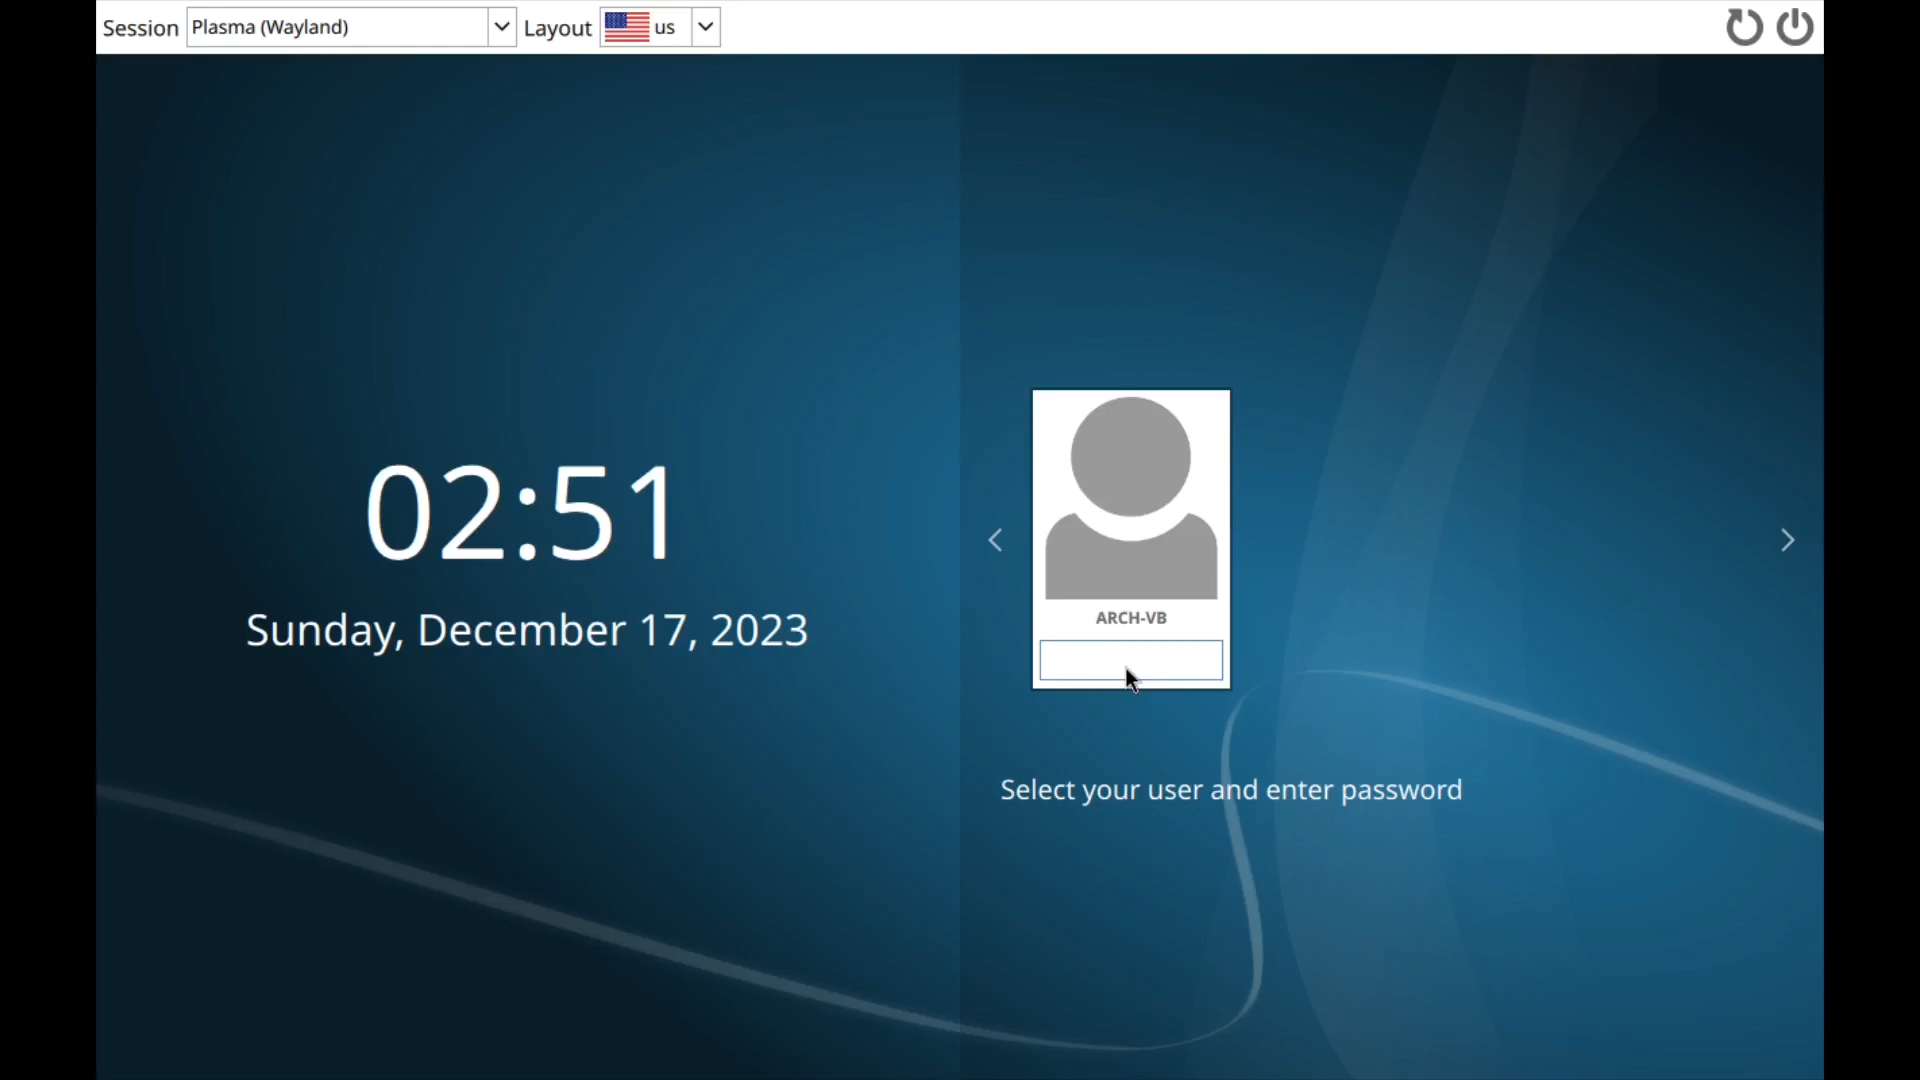 Session Plasma (Wayland) Layout us
02:51
Sunday, December 17, 2023
ARCH-VB
Select your user and enter password